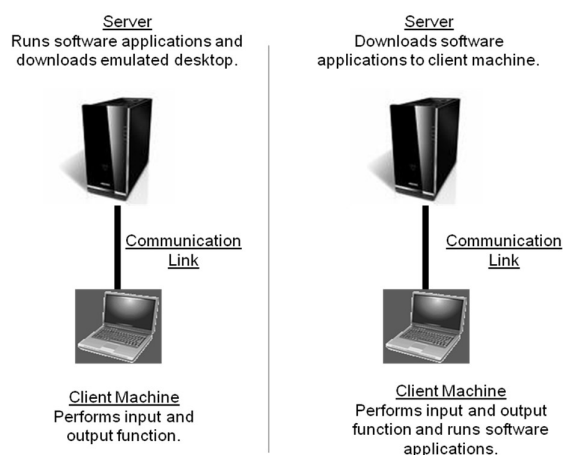 Server
Runs software applications and
downloads emulated desktop.
Communication
Link
Client Machine
Performs input and
output function.
Server
Downloads software
applications to client machine.
Communication
Link
Client Machine
Performs input and output
function and runs software
applications.